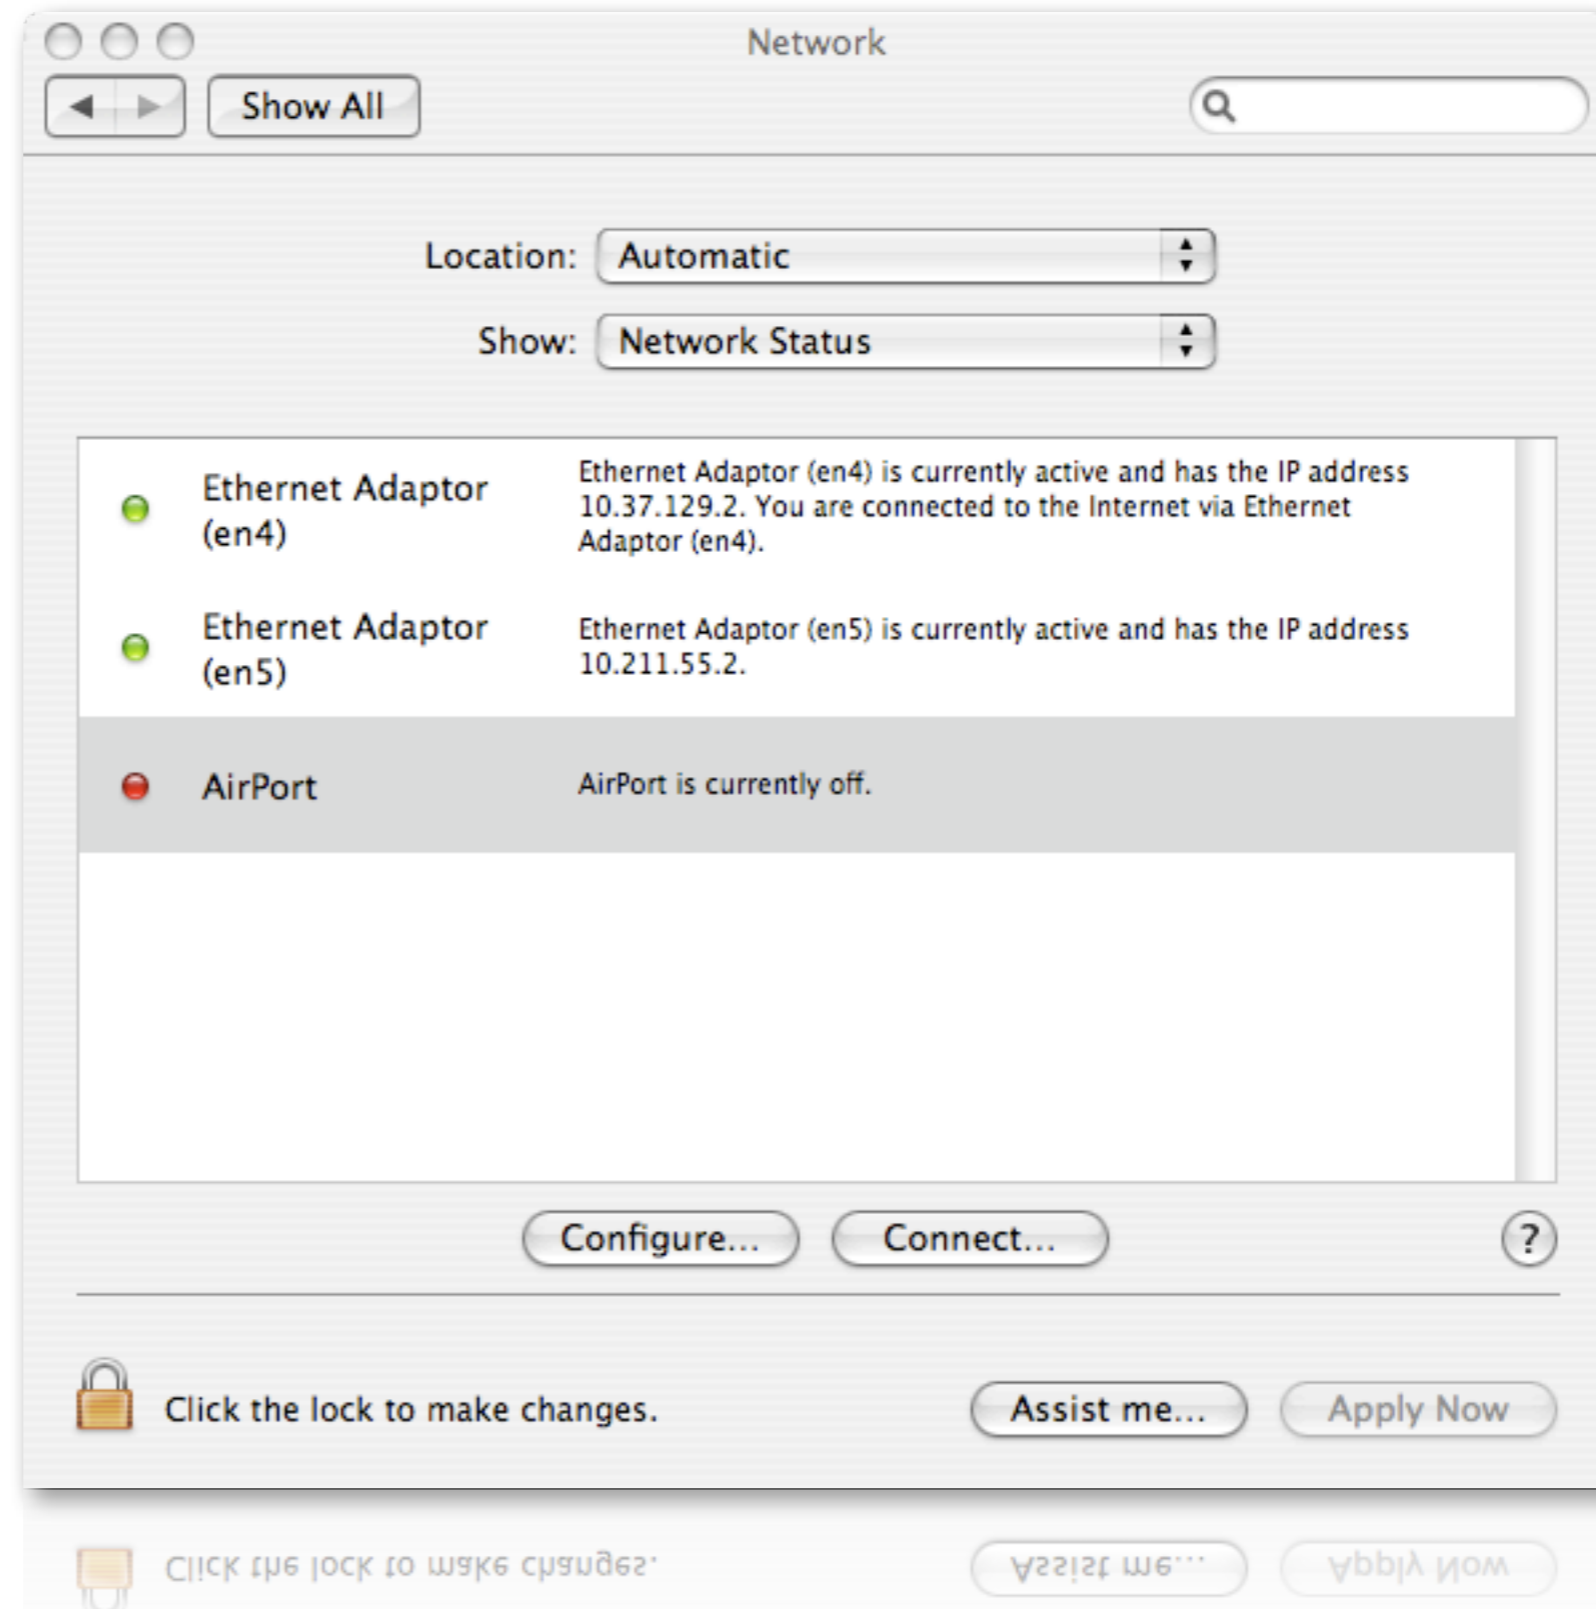 Network
Show All
Location: Automatic
Show: Network Status
Ethernet Adaptor
(en4)
Ethernet Adaptor (en4) is currently active and has the IP address
10.37.129.2. You are connected to the Internet via Ethernet
Adaptor (en4).
Ethernet Adaptor
(en5)
Ethernet Adaptor (en5) is currently active and has the IP address
10.211.55.2.
AirPort
AirPort is currently off.
Configure...
Connect...
?
Click the lock to make changes.
Assist me...
Apply Now
Click the lock to make changes.
Assist me...
Apply Now